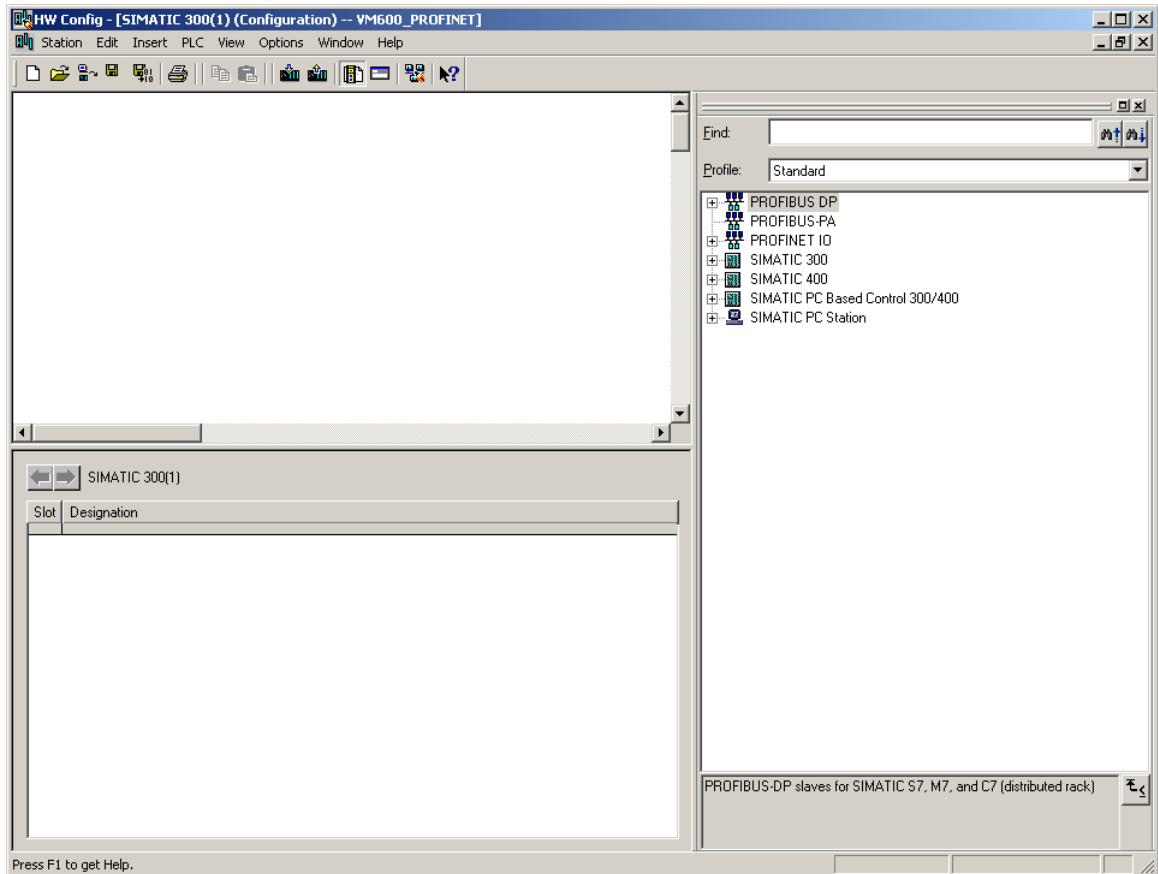 HW Config - [SIMATIC 300(1) (Configuration) -- VM600_PROFINET]
Station Edit Insert PLC View Options Window Help
Find:
Profile: Standard
PROFIBUS DP
PROFIBUS-PA
PROFINET IO
SIMATIC 300
SIMATIC 400
SIMATIC PC Based Control 300/400
SIMATIC PC Station
SIMATIC 300(1)
Slot Designation
PROFIBUS-DP slaves for SIMATIC S7, M7, and C7 (distributed rack)
Press F1 to get Help.